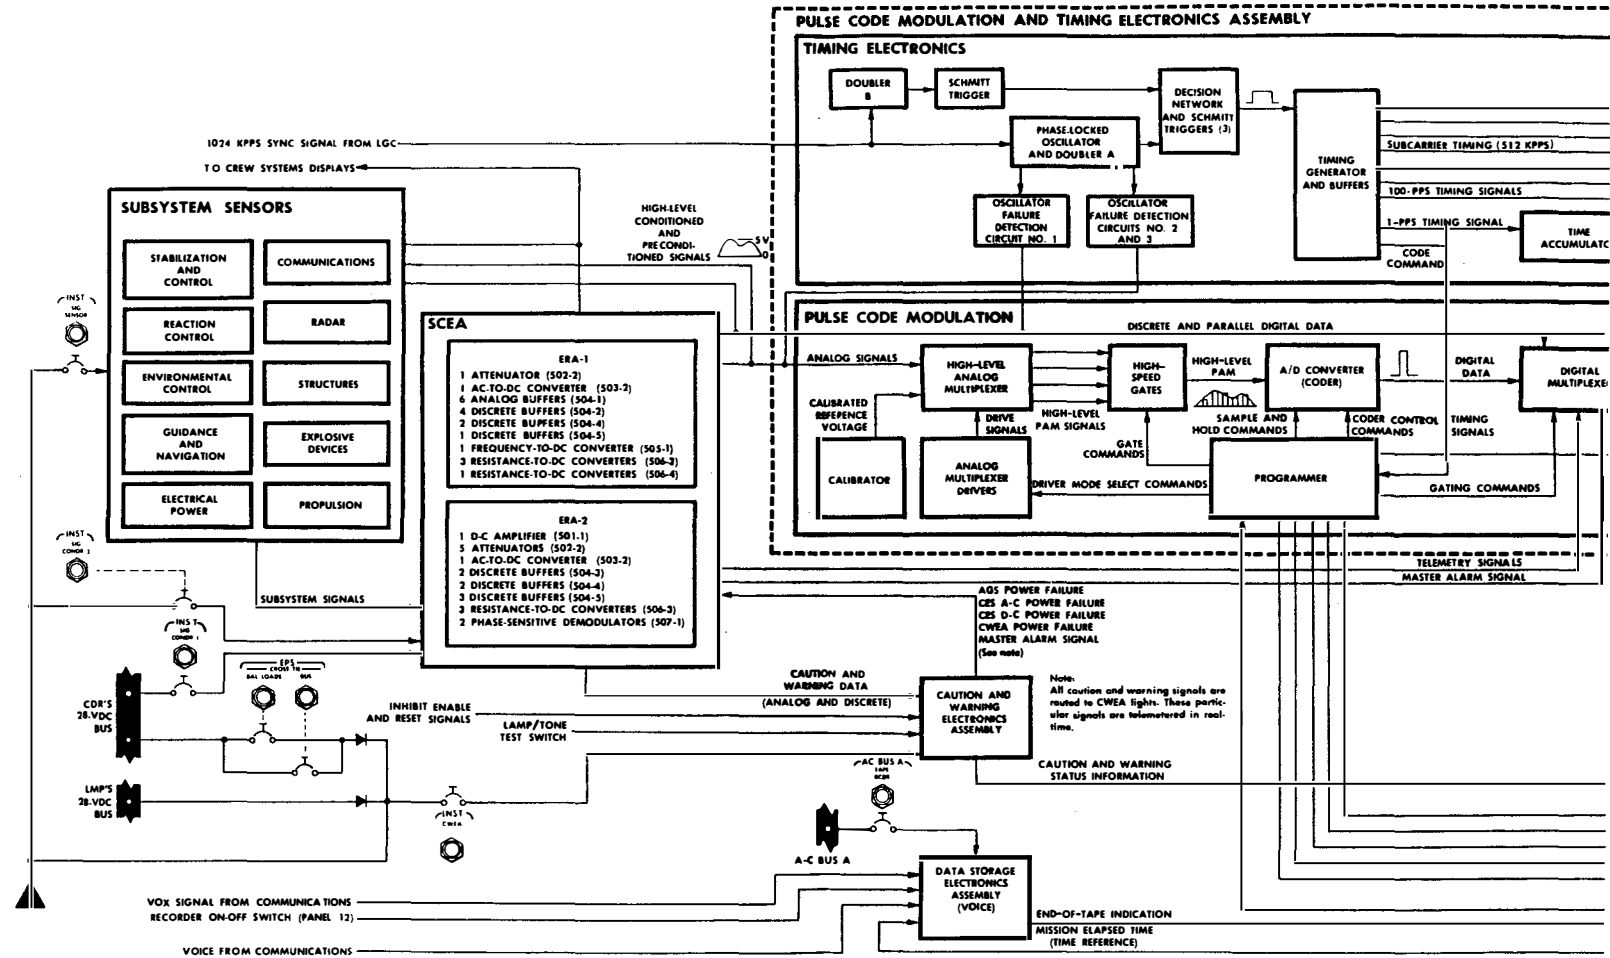 PULSE CODE MODULATION AND TIMING ELECTRONICS ASSEMBLY
TIMING ELECTRONICS
DOUBLER
B
SCHMITT
TRIGGER
DECISION
NETWORK
AND SCHMITT
TRIGGERS (3)
PHASE-LOCKED
OSCILLATOR
AND DOUBLER A
TIMING
GENERATOR
AND BUFFERS
SUBCARRIER TIMING (512 KPPS)
100-PPS TIMING SIGNALS
1-PPS TIMING SIGNAL
CODE
COMMAND
TIME
ACCUMULATO
OSCILLATOR
FAILURE
DETECTION
CIRCUIT NO. 1
OSCILLATOR
FAILURE DETECTION
CIRCUITS NO. 2
AND 3
1024 KPPS SYNC SIGNAL FROM LGC
TO CREW SYSTEMS DISPLAYS
HIGH-LEVEL
CONDITIONED
AND
PRECONDI-
TIONED SIGNALS
5 V
0
SUBSYSTEM SENSORS
STABILIZATION
AND
CONTROL
COMMUNICATIONS
REACTION
CONTROL
RADAR
ENVIRONMENTAL
CONTROL
STRUCTURES
GUIDANCE
AND
NAVIGATION
EXPLOSIVE
DEVICES
ELECTRICAL
POWER
PROPULSION
INST
SIG
SENSOR
SCEA
ERA-1
1 ATTENUATOR (502-2)
1 AC-TO-DC CONVERTER (503-2)
6 ANALOG BUFFERS (504-1)
4 DISCRETE BUFFERS (504-2)
2 DISCRETE BUFFERS (504-4)
1 DISCRETE BUFFERS (504-5)
1 FREQUENCY-TO-DC CONVERTER (505-1)
3 RESISTANCE-TO-DC CONVERTERS (506-3)
1 RESISTANCE-TO-DC CONVERTERS (506-4)
ERA-2
1 D-C AMPLIFIER (501-1)
5 ATTENUATORS (502-2)
1 AC-TO-DC CONVERTER (503-2)
2 DISCRETE BUFFERS (504-3)
2 DISCRETE BUFFERS (504-4)
3 DISCRETE BUFFERS (504-5)
3 RESISTANCE-TO-DC CONVERTERS (506-3)
2 PHASE-SENSITIVE DEMODULATORS (507-1)
PULSE CODE MODULATION
DISCRETE AND PARALLEL DIGITAL DATA
ANALOG SIGNALS
HIGH-LEVEL
ANALOG
MULTIPLEXER
HIGH-
SPEED
GATES
HIGH-LEVEL
PAM
A/D CONVERTER
(CODER)
DIGITAL
DATA
DIGITAL
MULTIPLEXE
CALIBRATED
REFERENCE
VOLTAGE
DRIVE
SIGNALS
HIGH-LEVEL
PAM SIGNALS
SAMPLE AND
HOLD COMMANDS
CODER CONTROL
COMMANDS
TIMING
SIGNALS
GATE
COMMANDS
CALIBRATOR
ANALOG
MULTIPLEXER
DRIVERS
DRIVER MODE SELECT COMMANDS
PROGRAMMER
GATING COMMANDS
TELEMETRY SIGNALS
MASTER ALARM SIGNAL
INST
SIG
CONDR 2
SUBSYSTEM SIGNALS
INST
SIG
CONDR 1
EPS
CROSS TIE
BAL LOADS
BUS
CDR'S
28-VDC
BUS
LMP'S
28-VDC
BUS
INST
CWEA
AGS POWER FAILURE
CES A-C POWER FAILURE
CES D-C POWER FAILURE
CWEA POWER FAILURE
MASTER ALARM SIGNAL
(See note)
CAUTION AND
WARNING DATA
(ANALOG AND DISCRETE)
INHIBIT ENABLE
AND RESET SIGNALS
LAMP/TONE
TEST SWITCH
CAUTION AND
WARNING
ELECTRONICS
ASSEMBLY
Note:
All caution and warning signals are
routed to CWEA lights. These partic-
ular signals are telemetered in real-
time.
CAUTION AND WARNING
STATUS INFORMATION
AC BUS A
TAPE
RCDR
A-C BUS A
DATA STORAGE
ELECTRONICS
ASSEMBLY
(VOICE)
VOX SIGNAL FROM COMMUNICATIONS
RECORDER ON-OFF SWITCH (PANEL 12)
VOICE FROM COMMUNICATIONS
END-OF-TAPE INDICATION
MISSION ELAPSED TIME
(TIME REFERENCE)